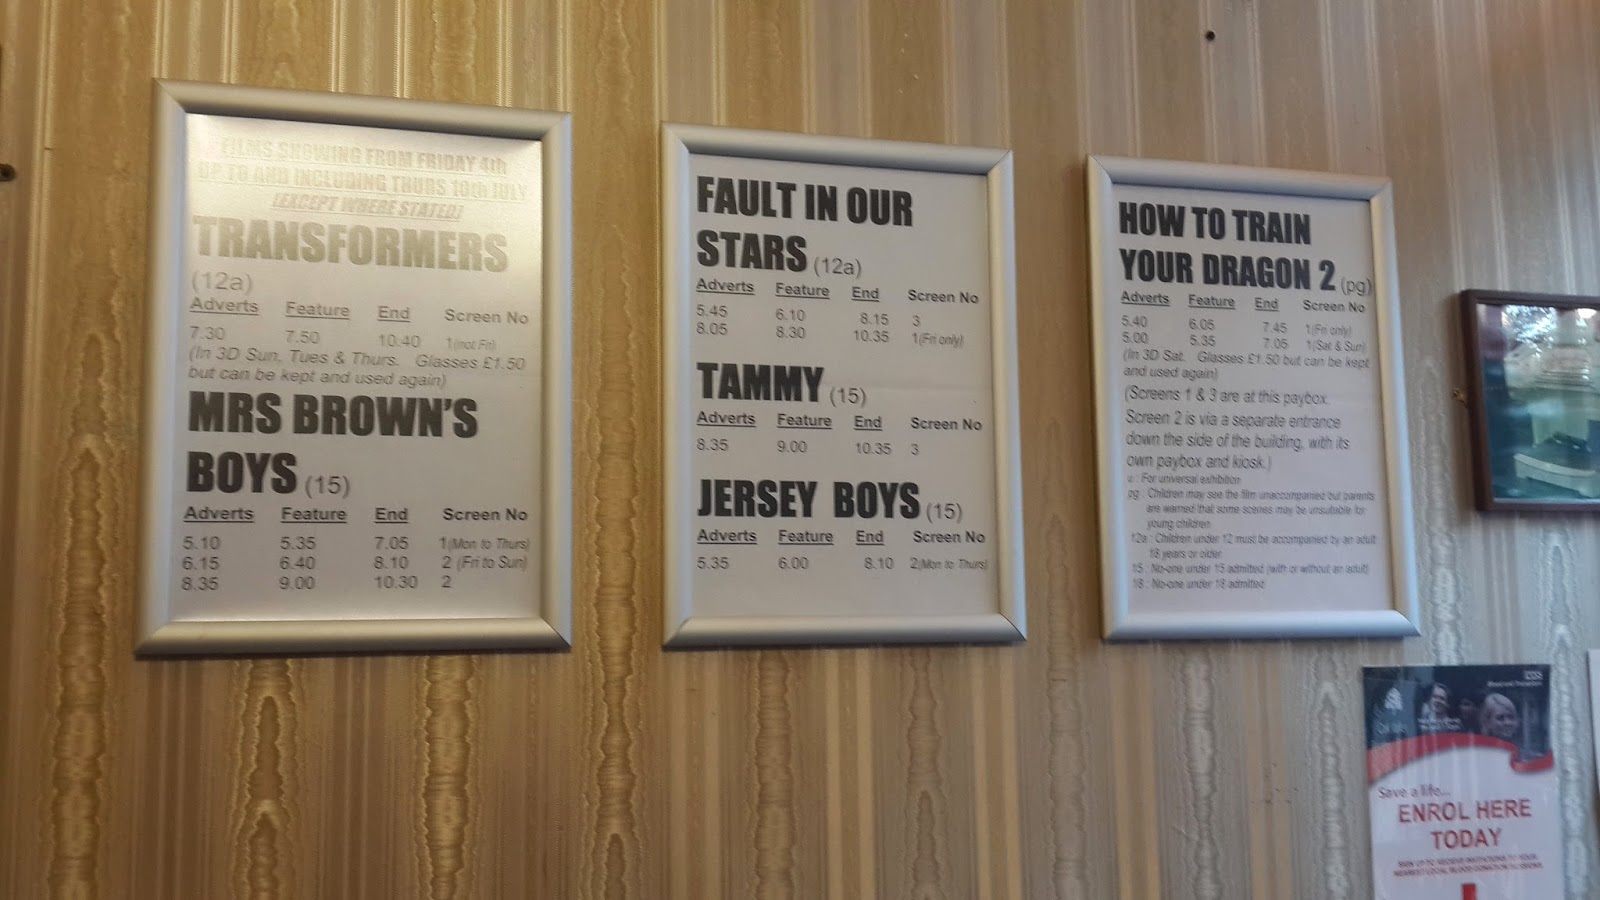 FILMS SHOWING FROM FRIDAY 4th
UP TO AND INCLUDING THURS 10th JULY
(EXCEPT WHERE STATED)
TRANSFORMERS
(12a)
Adverts Feature End Screen No
7.30 7.50 10.40 1(not Fri)
(In 3D Sun, Tues & Thurs. Glasses £1.50
but can be kept and used again)
MRS BROWN'S
BOYS (15)
Adverts Feature End Screen No
5.10 5.35 7.05 1(Mon to Thurs)
6.15 6.40 8.10 2 (Fri to Sun)
8.35 9.00 10.30 2
FAULT IN OUR
STARS (12a)
Adverts Feature End Screen No
5.45 6.10 8.15 3
8.05 8.30 10.35 1(Fri only)
TAMMY (15)
Adverts Feature End Screen No
8.35 9.00 10.35 3
JERSEY BOYS (15)
Adverts Feature End Screen No
5.35 6.00 8.10 2(Mon to Thurs)
HOW TO TRAIN
YOUR DRAGON 2 (pg)
Adverts Feature End Screen No
5.40 6.05 7.45 1(Fri only)
5.00 5.35 7.05 1(Sat & Sun)
(In 3D Sat. Glasses £1.50 but can be kept
and used again)
(Screens 1 & 3 are at this paybox.
Screen 2 is via a separate entrance
down the side of the building, with its
own paybox and kiosk.)
u : For universal exhibition
pg : Children may see the film unaccompanied but parents
are warned that some scenes may be unsuitable for
young children
12a : Children under 12 must be accompanied by an adult
18 years or older
15 : No-one under 15 admitted (with or without an adult)
18 : No-one under 18 admitted
Save a life...
ENROL HERE
TODAY
SIGN UP TO RECEIVE INVITATIONS TO YOUR
NEAREST LOCAL BLOOD DONATION SESSIONS